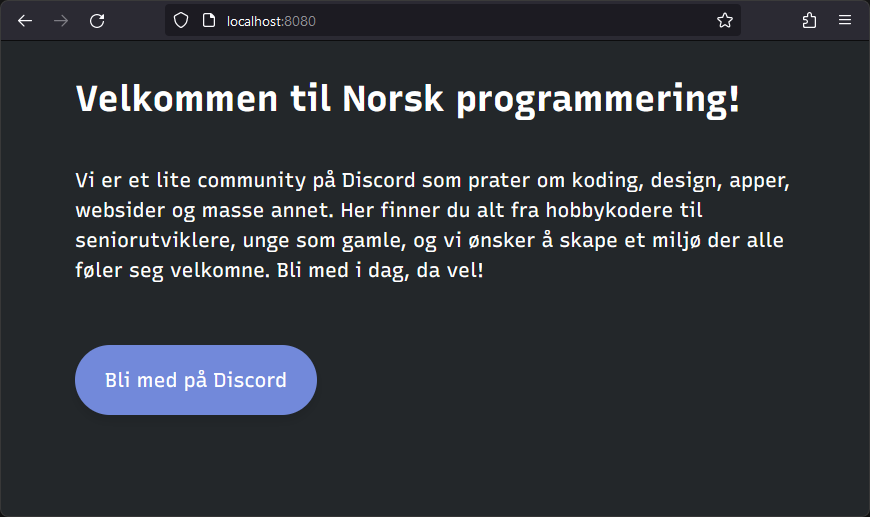 localhost:8080
Velkommen til Norsk programmering!
Vi er et lite community på Discord som prater om koding, design, apper,
websider og masse annet. Her finner du alt fra hobbykodere til
seniorutviklere, unge som gamle, og vi ønsker å skape et miljø der alle
føler seg velkomne. Bli med i dag, da vel!
Bli med på Discord